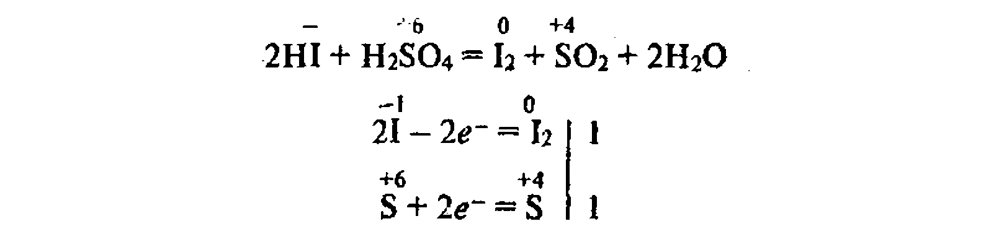 − +6 0 +4
2HI + H₂SO₄ = I₂ + SO₂ + 2H₂O
−1 0
2I − 2e⁻ = I₂ | 1
+6 +4
S + 2e⁻ = S | 1